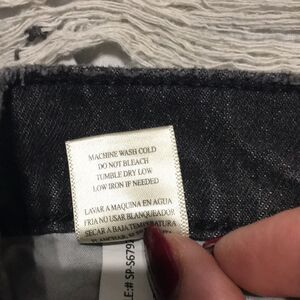 MACHINE WASH COLD
DO NOT BLEACH
TUMBLE DRY LOW
LOW IRON IF NEEDED
LAVAR A MAQUINA EN AGUA
FRIA NO USAR BLANQUEADOR
SECAR A BAJA TEMPERATURA